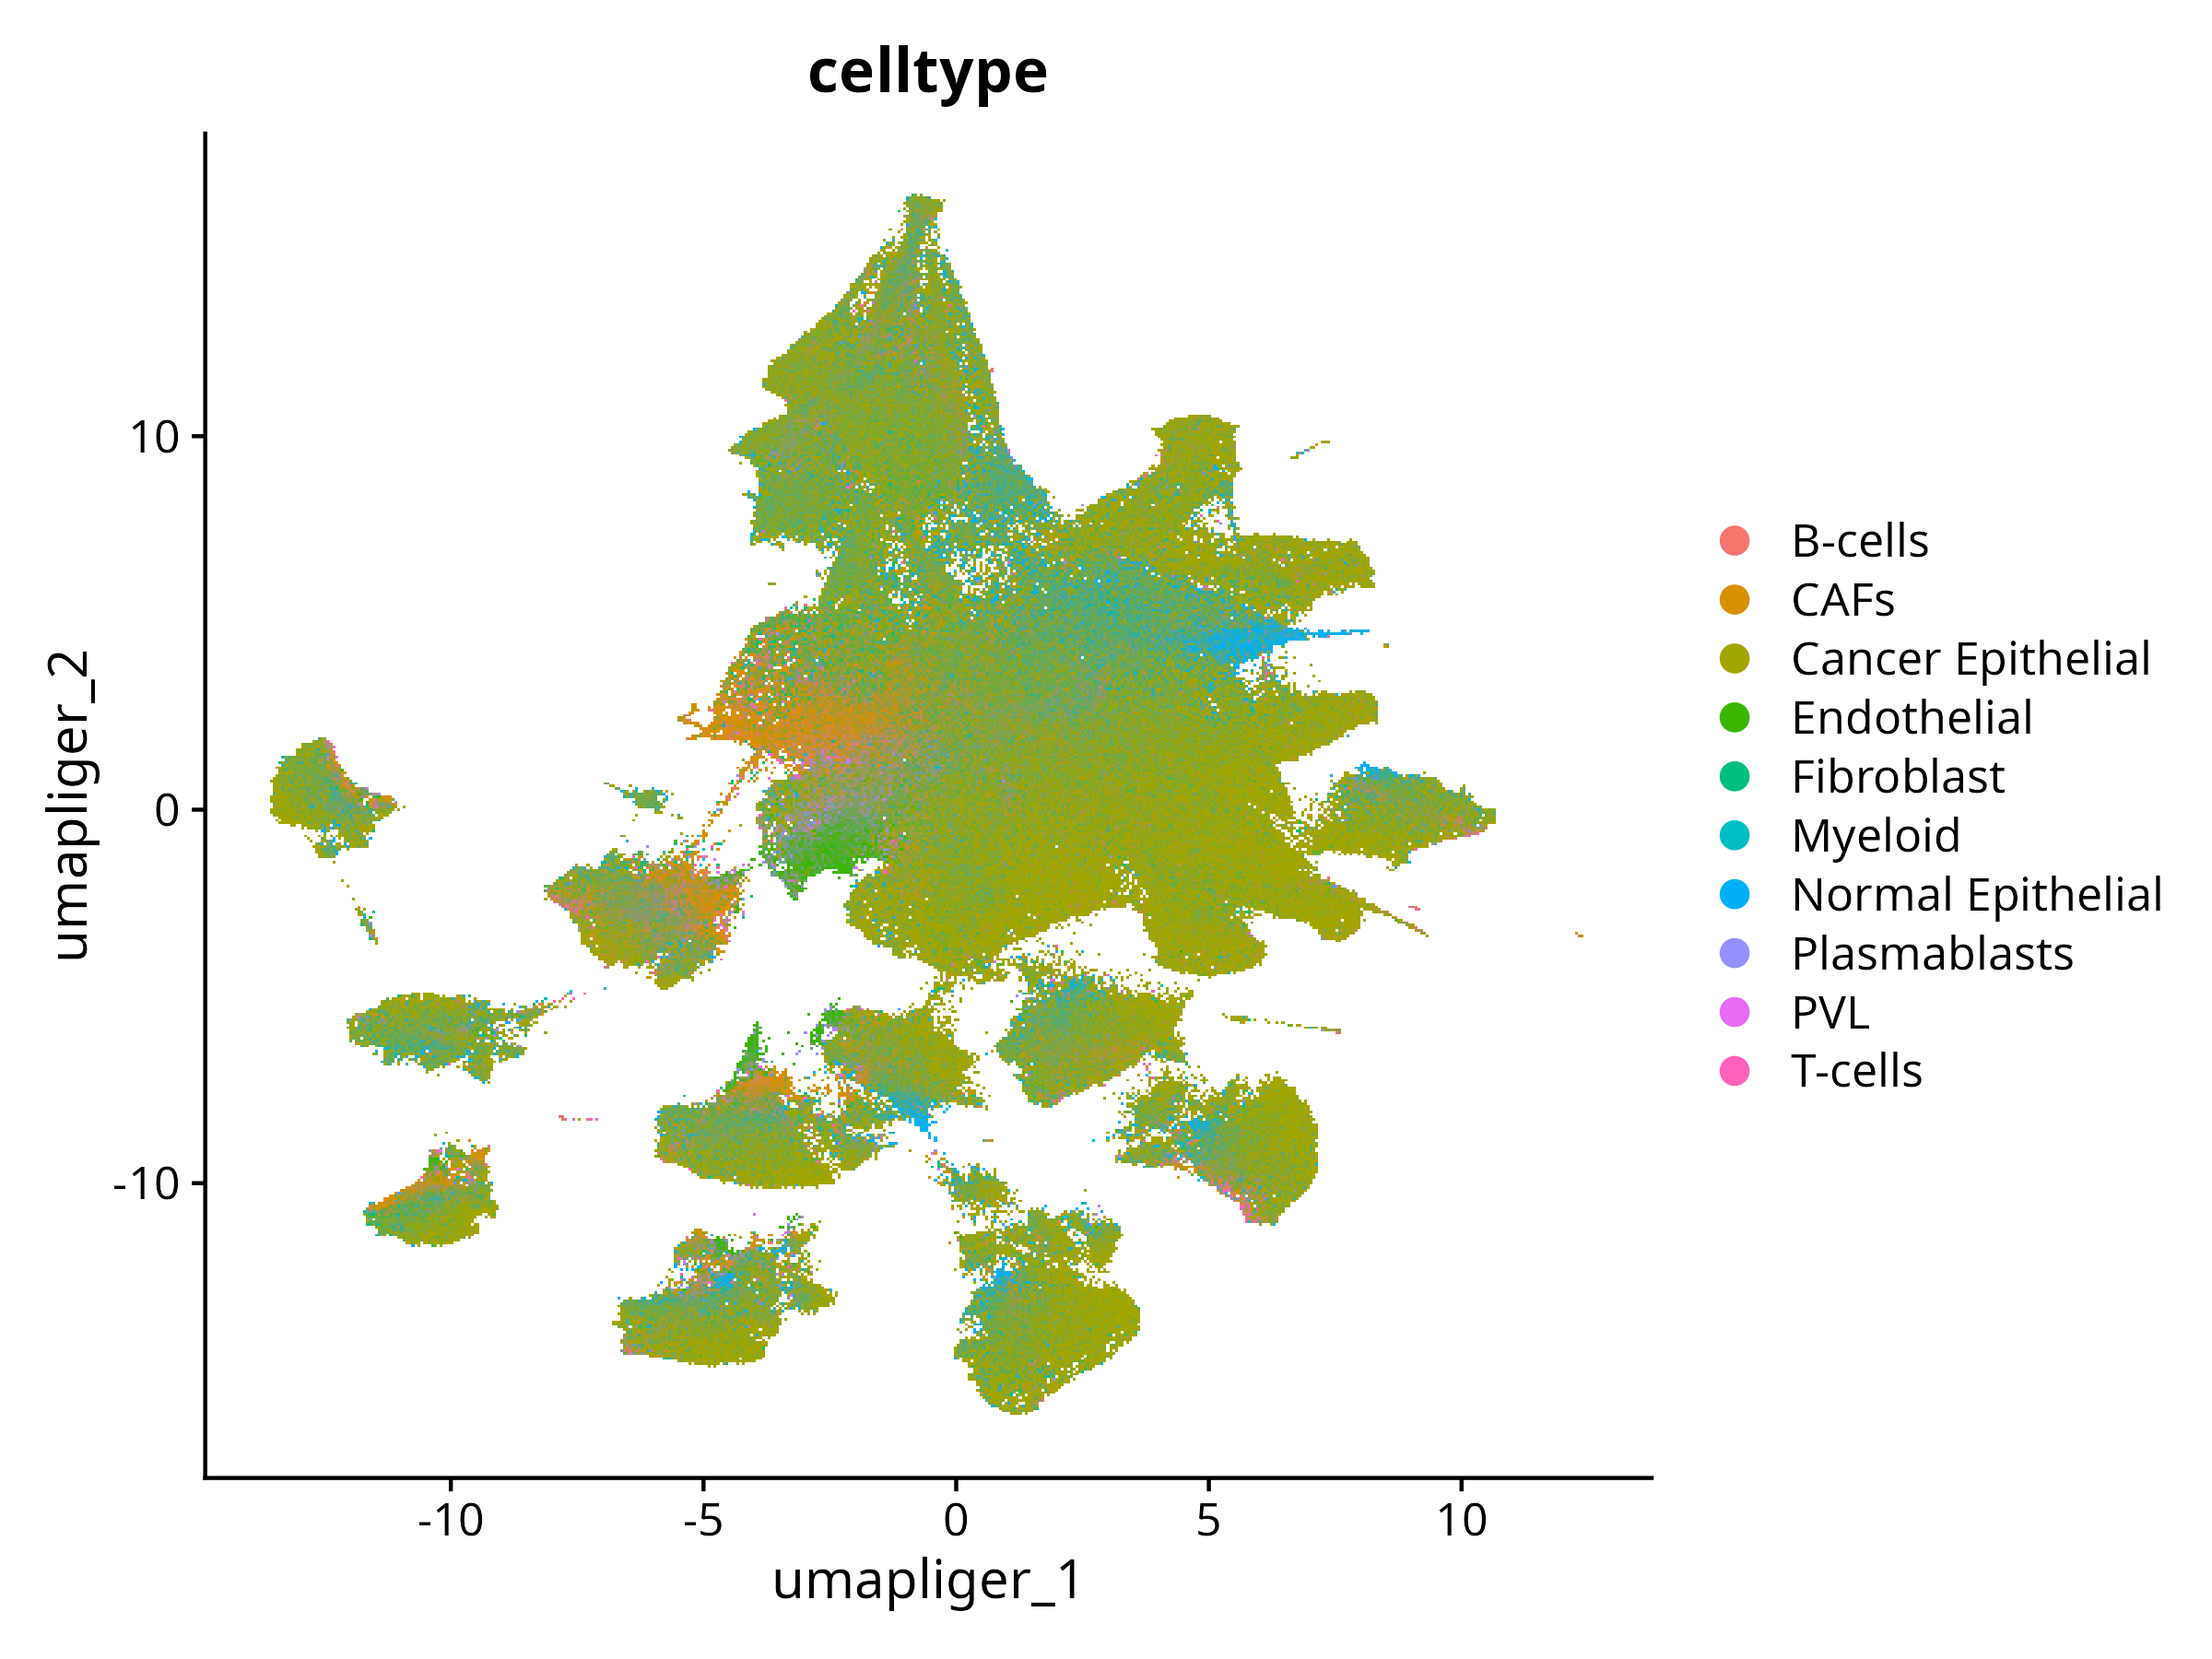 celltype
umapliger_2
10
0
-10
-10
-5
0
5
10
umapliger_1
B-cells
CAFs
Cancer Epithelial
Endothelial
Fibroblast
Myeloid
Normal Epithelial
Plasmablasts
PVL
T-cells